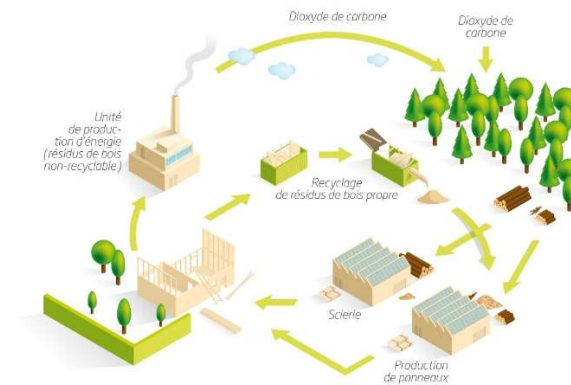 Dioxyde de carbone
Dioxyde de
carbone
Unité
de produc-
tion d'énergie
(résidus de bois
non-recyclable)
Recyclage
de résidus de bois propre
Scierie
Production
de panneaux